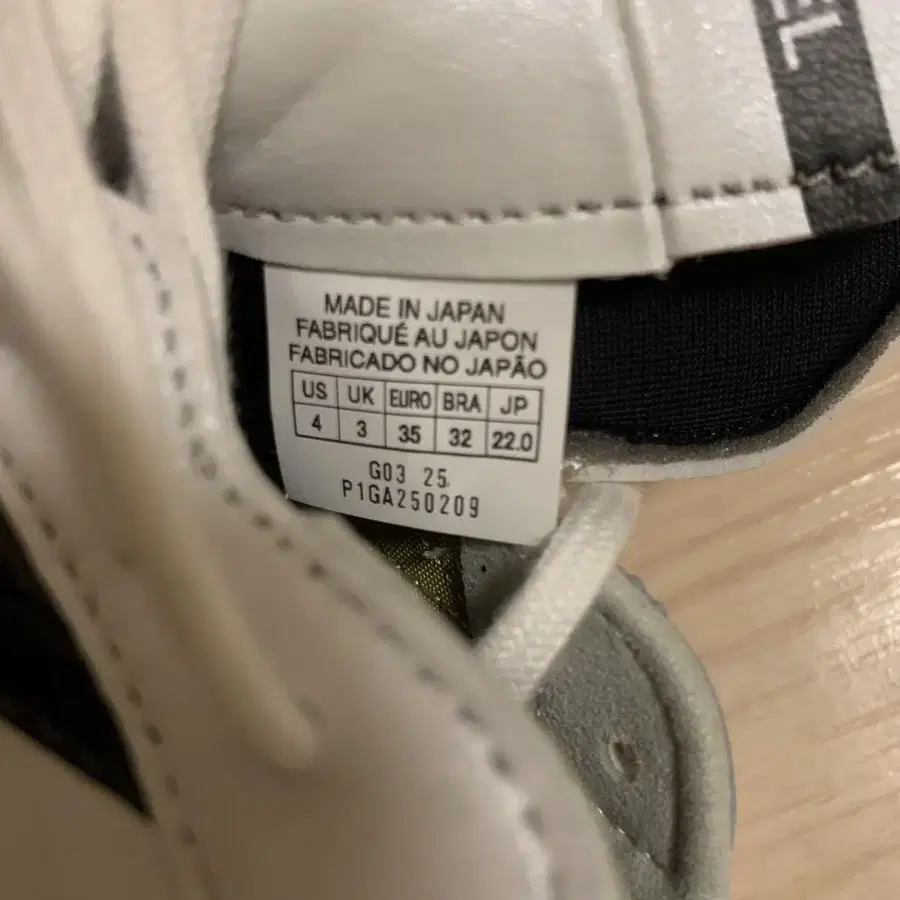 MADE IN JAPAN
FABRIQUÉ AU JAPON
FABRICADO NO JAPÃO
US UK EURO BRA JP
4 3 35 32 22.0
G03 25
P1GA250209